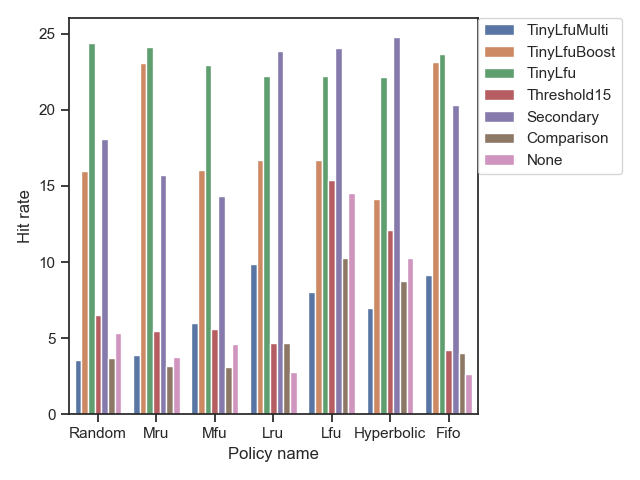 TinyLfuMulti
TinyLfuBoost
TinyLfu
Threshold15
Secondary
Comparison
None
25
20
15
10
5
0
Hit rate
Random Mru Mfu Lru Lfu Hyperbolic Fifo
Policy name